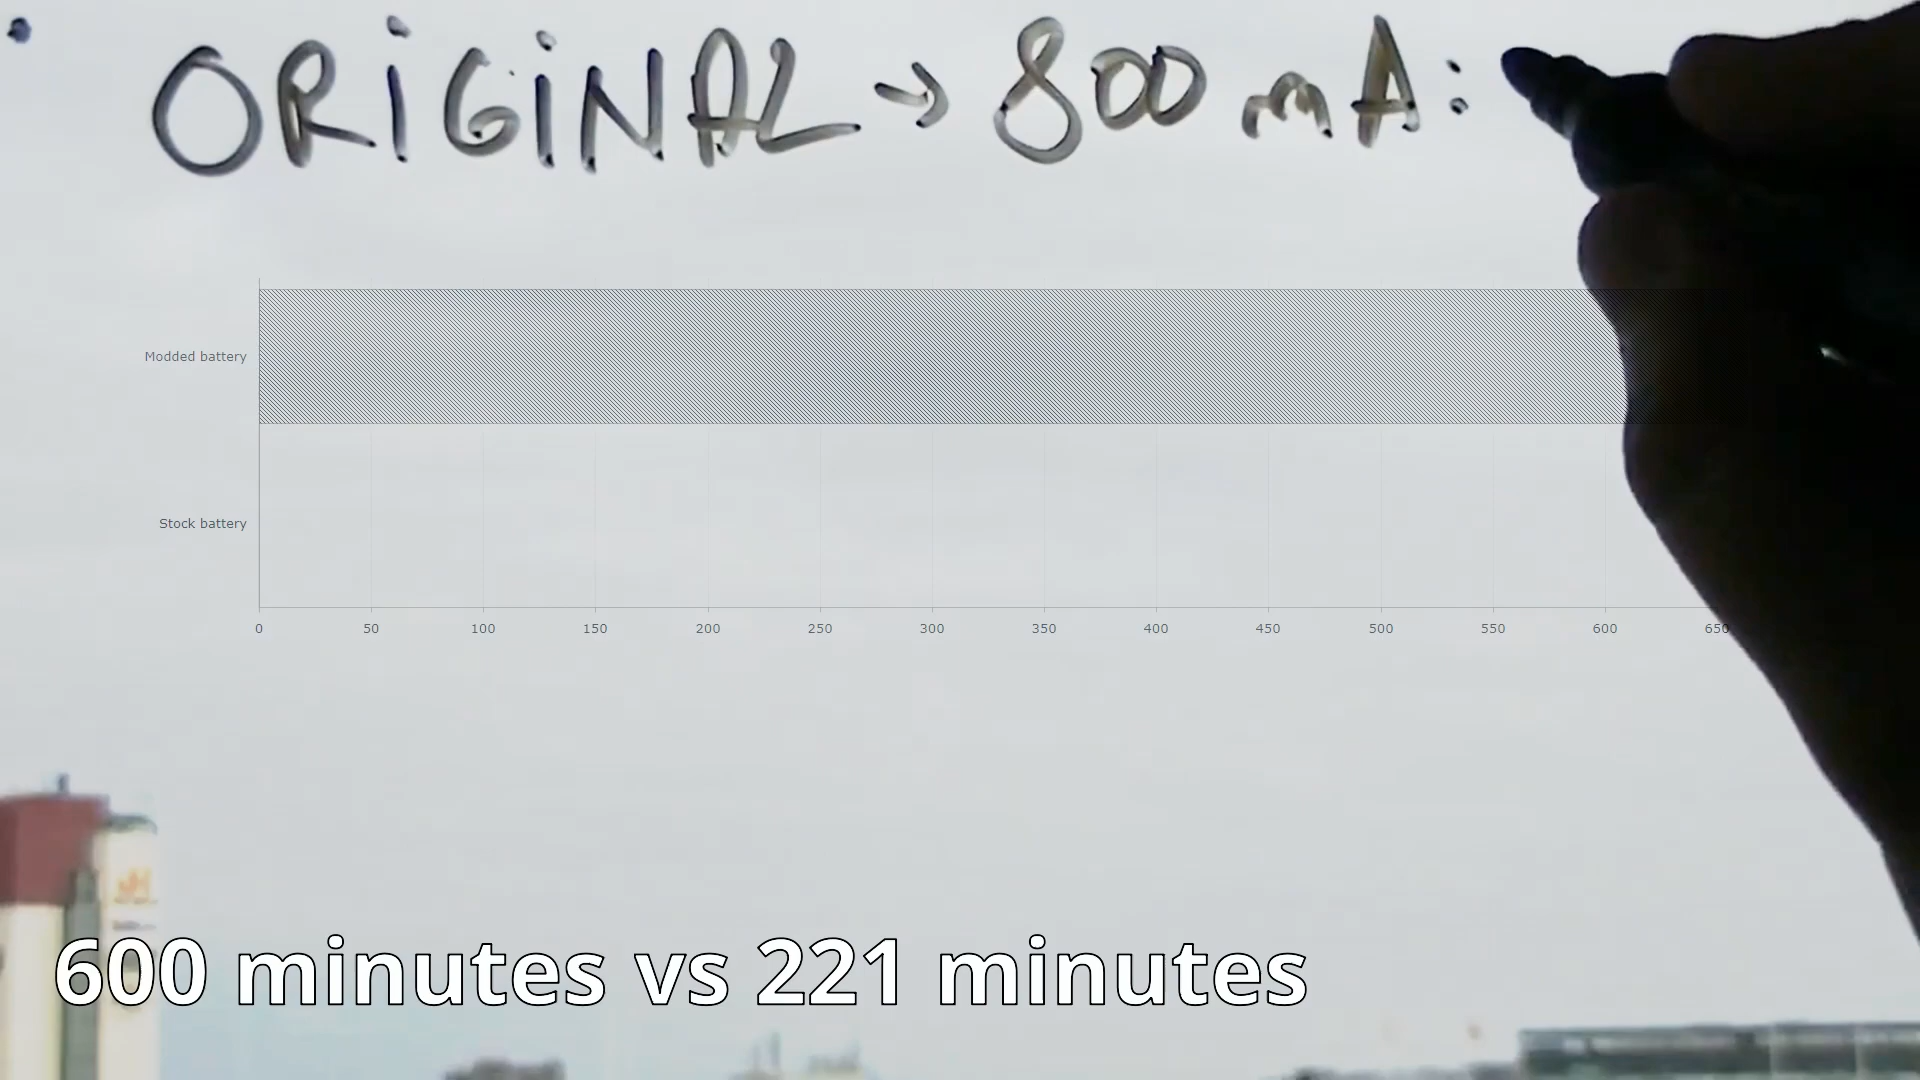 ORiGiNAL → 800 mA:
Modded battery
Stock battery
0 50 100 150 200 250 300 350 400 450 500 550 600 650
600 minutes vs 221 minutes